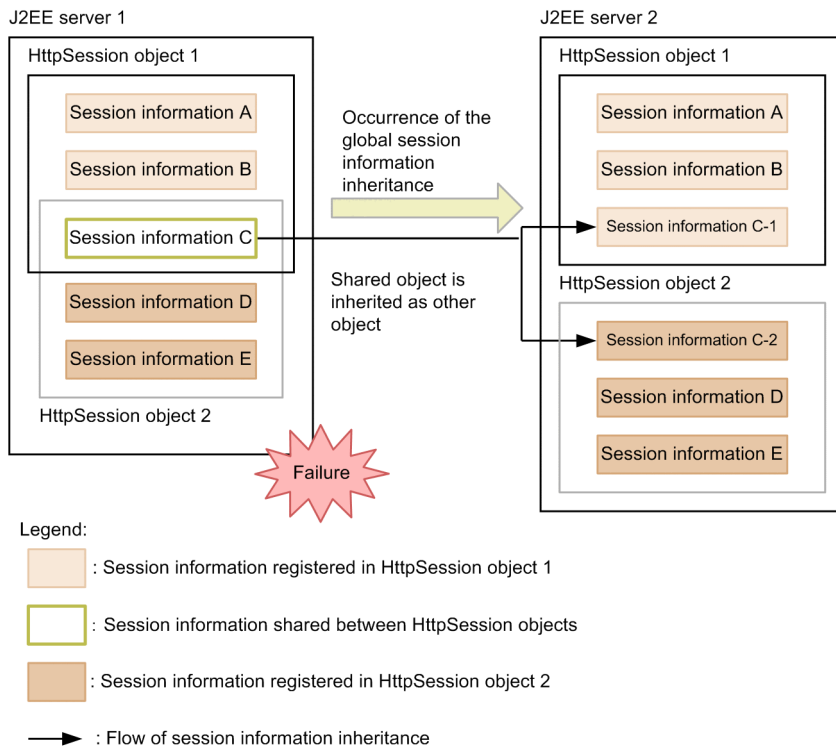 J2EE server 1
HttpSession object 1
Session information A
Session information B
Session information C
Session information D
Session information E
HttpSession object 2
Failure
Occurrence of the
global session
information
inheritance
Shared object is
inherited as other
object
J2EE server 2
HttpSession object 1
Session information A
Session information B
Session information C-1
HttpSession object 2
Session information C-2
Session information D
Session information E
Legend:
: Session information registered in HttpSession object 1
: Session information shared between HttpSession objects
: Session information registered in HttpSession object 2
: Flow of session information inheritance